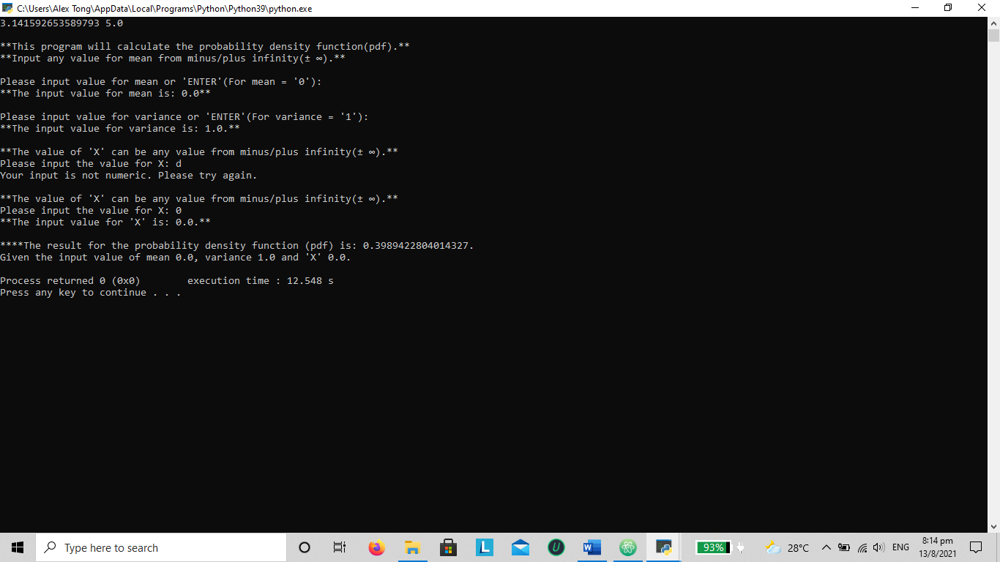 C:\Users\Alex Tong\AppData\Local\Programs\Python\Python39\python.exe
3.141592653589793 5.0
**This program will calculate the probability density function(pdf).**
**Input any value for mean from minus/plus infinity(± ∞).**
Please input value for mean or 'ENTER'(For mean = '0'):
**The input value for mean is: 0.0**
Please input value for variance or 'ENTER'(For variance = '1'):
**The input value for variance is: 1.0.**
**The value of 'X' can be any value from minus/plus infinity(± ∞).**
Please input the value for X: d
Your input is not numeric. Please try again.
**The value of 'X' can be any value from minus/plus infinity(± ∞).**
Please input the value for X: 0
**The input value for 'X' is: 0.0.**
****The result for the probability density function (pdf) is: 0.3989422804014327.
Given the input value of mean 0.0, variance 1.0 and 'X' 0.0.
Process returned 0 (0x0)        execution time : 12.548 s
Press any key to continue . . .
Type here to search
L
U
W
93%
28°C
ENG
8:14 pm
13/8/2021